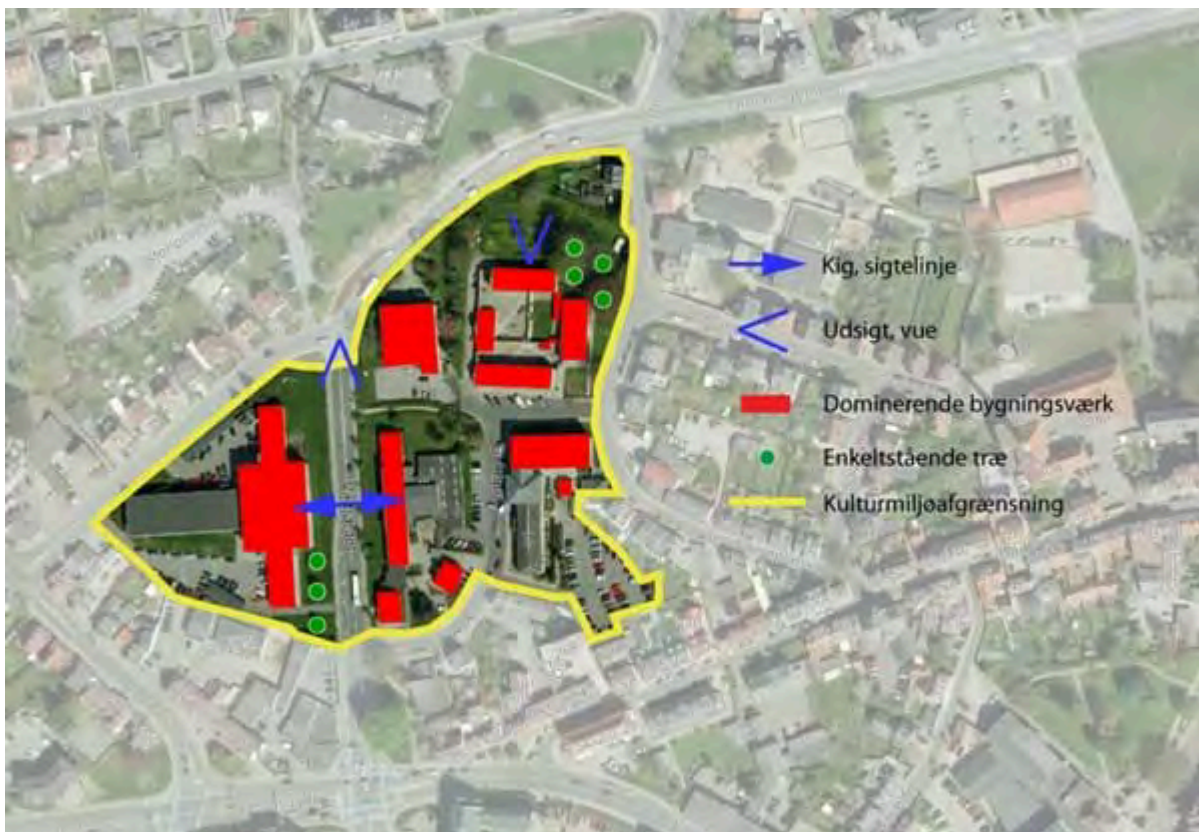 Kig, sigtelinje
Udsigt, vue
Dominerende bygningsværk
Enkeltstående træ
Kulturmiljøafgrænsning